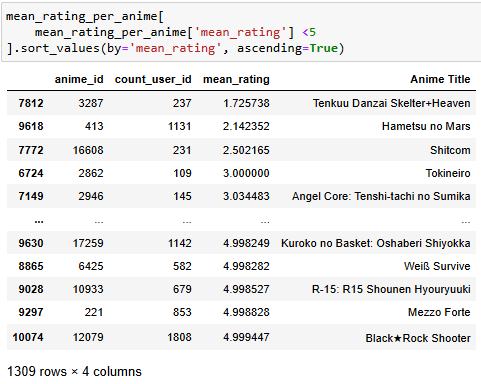 mean_rating_per_anime[
mean_rating_per_anime['mean_rating'] <5
].sort_values(by='mean_rating', ascending=True)
anime_id count_user_id mean_rating Anime Title
7812 3287 237 1.725738 Tenkuu Danzai Skelter+Heaven
9618 413 1131 2.142352 Hametsu no Mars
7772 16608 231 2.502165 Shitcom
6724 2862 109 3.000000 Tokineiro
7149 2946 145 3.034483 Angel Core: Tenshi-tachi no Sumika
... ... ... ... ...
9630 17259 1142 4.998249 Kuroko no Basket: Oshaberi Shiyokka
8865 6425 582 4.998282 Weiß Survive
9028 10933 679 4.998527 R-15: R15 Shounen Hyouryuuki
9297 221 853 4.998828 Mezzo Forte
10074 12079 1808 4.999447 Black★Rock Shooter
1309 rows × 4 columns